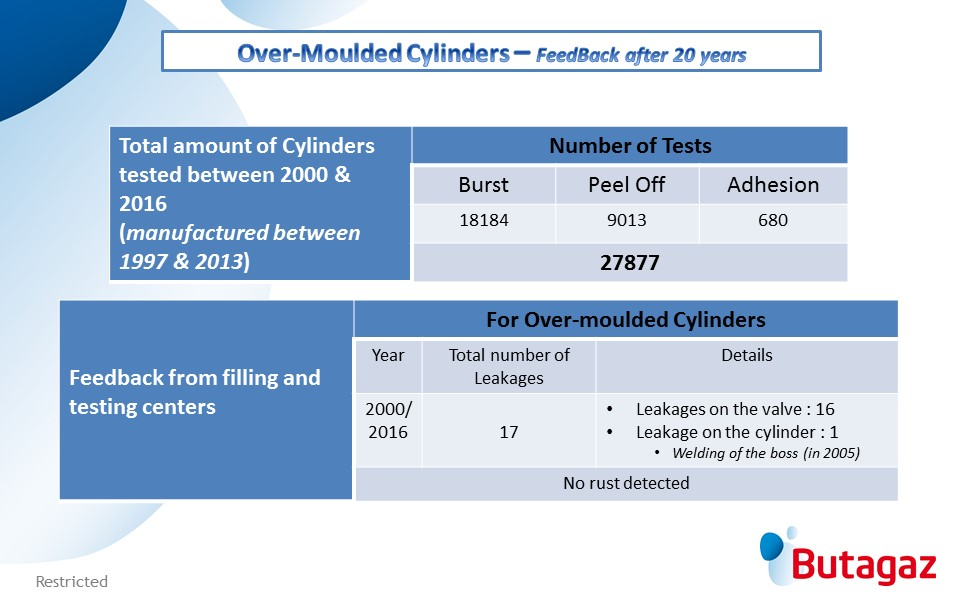 Over-Moulded Cylinders – FeedBack after 20 years
Total amount of Cylinders
tested between 2000 &
2016
(manufactured between
1997 & 2013)
Number of Tests
Burst Peel Off Adhesion
18184 9013 680
27877
Feedback from filling and
testing centers
For Over-moulded Cylinders
Year Total number of
Leakages Details
2000/
2016
17
• Leakages on the valve : 16
• Leakage on the cylinder : 1
• Welding of the boss (in 2005)
No rust detected
Butagaz
Restricted